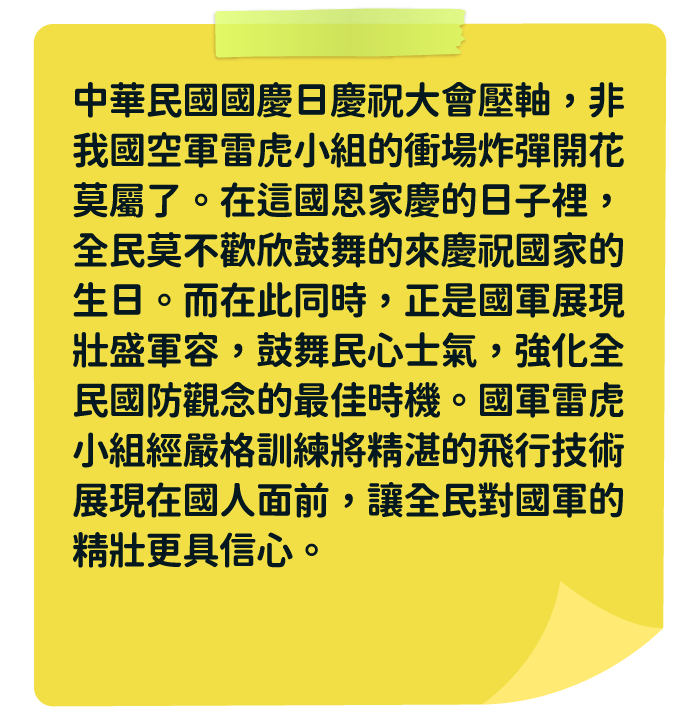 中華民國國慶日慶祝大會壓軸，非
我國空軍雷虎小組的衝場炸彈開花
莫屬了。在這國恩家慶的日子裡，
全民莫不歡欣鼓舞的來慶祝國家的
生日。而在此同時，正是國軍展現
壯盛軍容，鼓舞民心士氣，強化全
民國防觀念的最佳時機。國軍雷虎
小組經嚴格訓練將精湛的飛行技術
展現在國人面前，讓全民對國軍的
精壯更具信心。